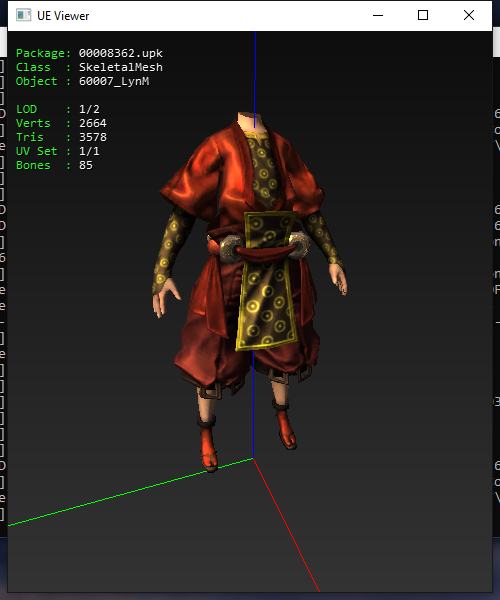 UE Viewer
Package: 00008362.upk
Class  : SkeletalMesh
Object : 60007_LynM
LOD    : 1/2
Verts  : 2664
Tris   : 3578
UV Set : 1/1
Bones  : 85